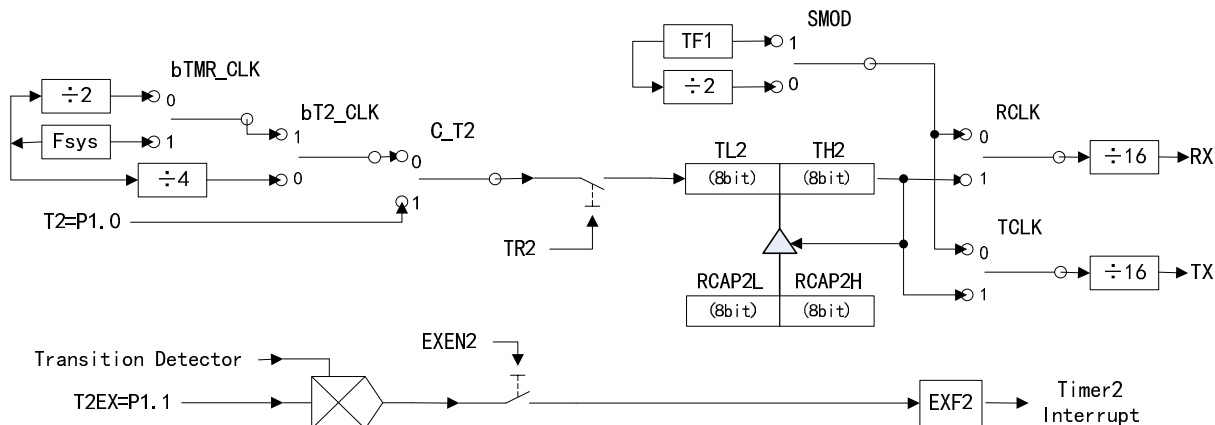 SMOD
TF1
1
÷2
0
bTMR_CLK
÷2
0
bT2_CLK
Fsys
1
1
C_T2
÷4
0
0
T2=P1.0
1
TR2
TL2
TH2
(8bit)
(8bit)
RCAP2L
RCAP2H
(8bit)
(8bit)
RCLK
0
1
÷16
RX
TCLK
0
1
÷16
TX
Transition Detector
T2EX=P1.1
EXEN2
EXF2
Timer2
Interrupt